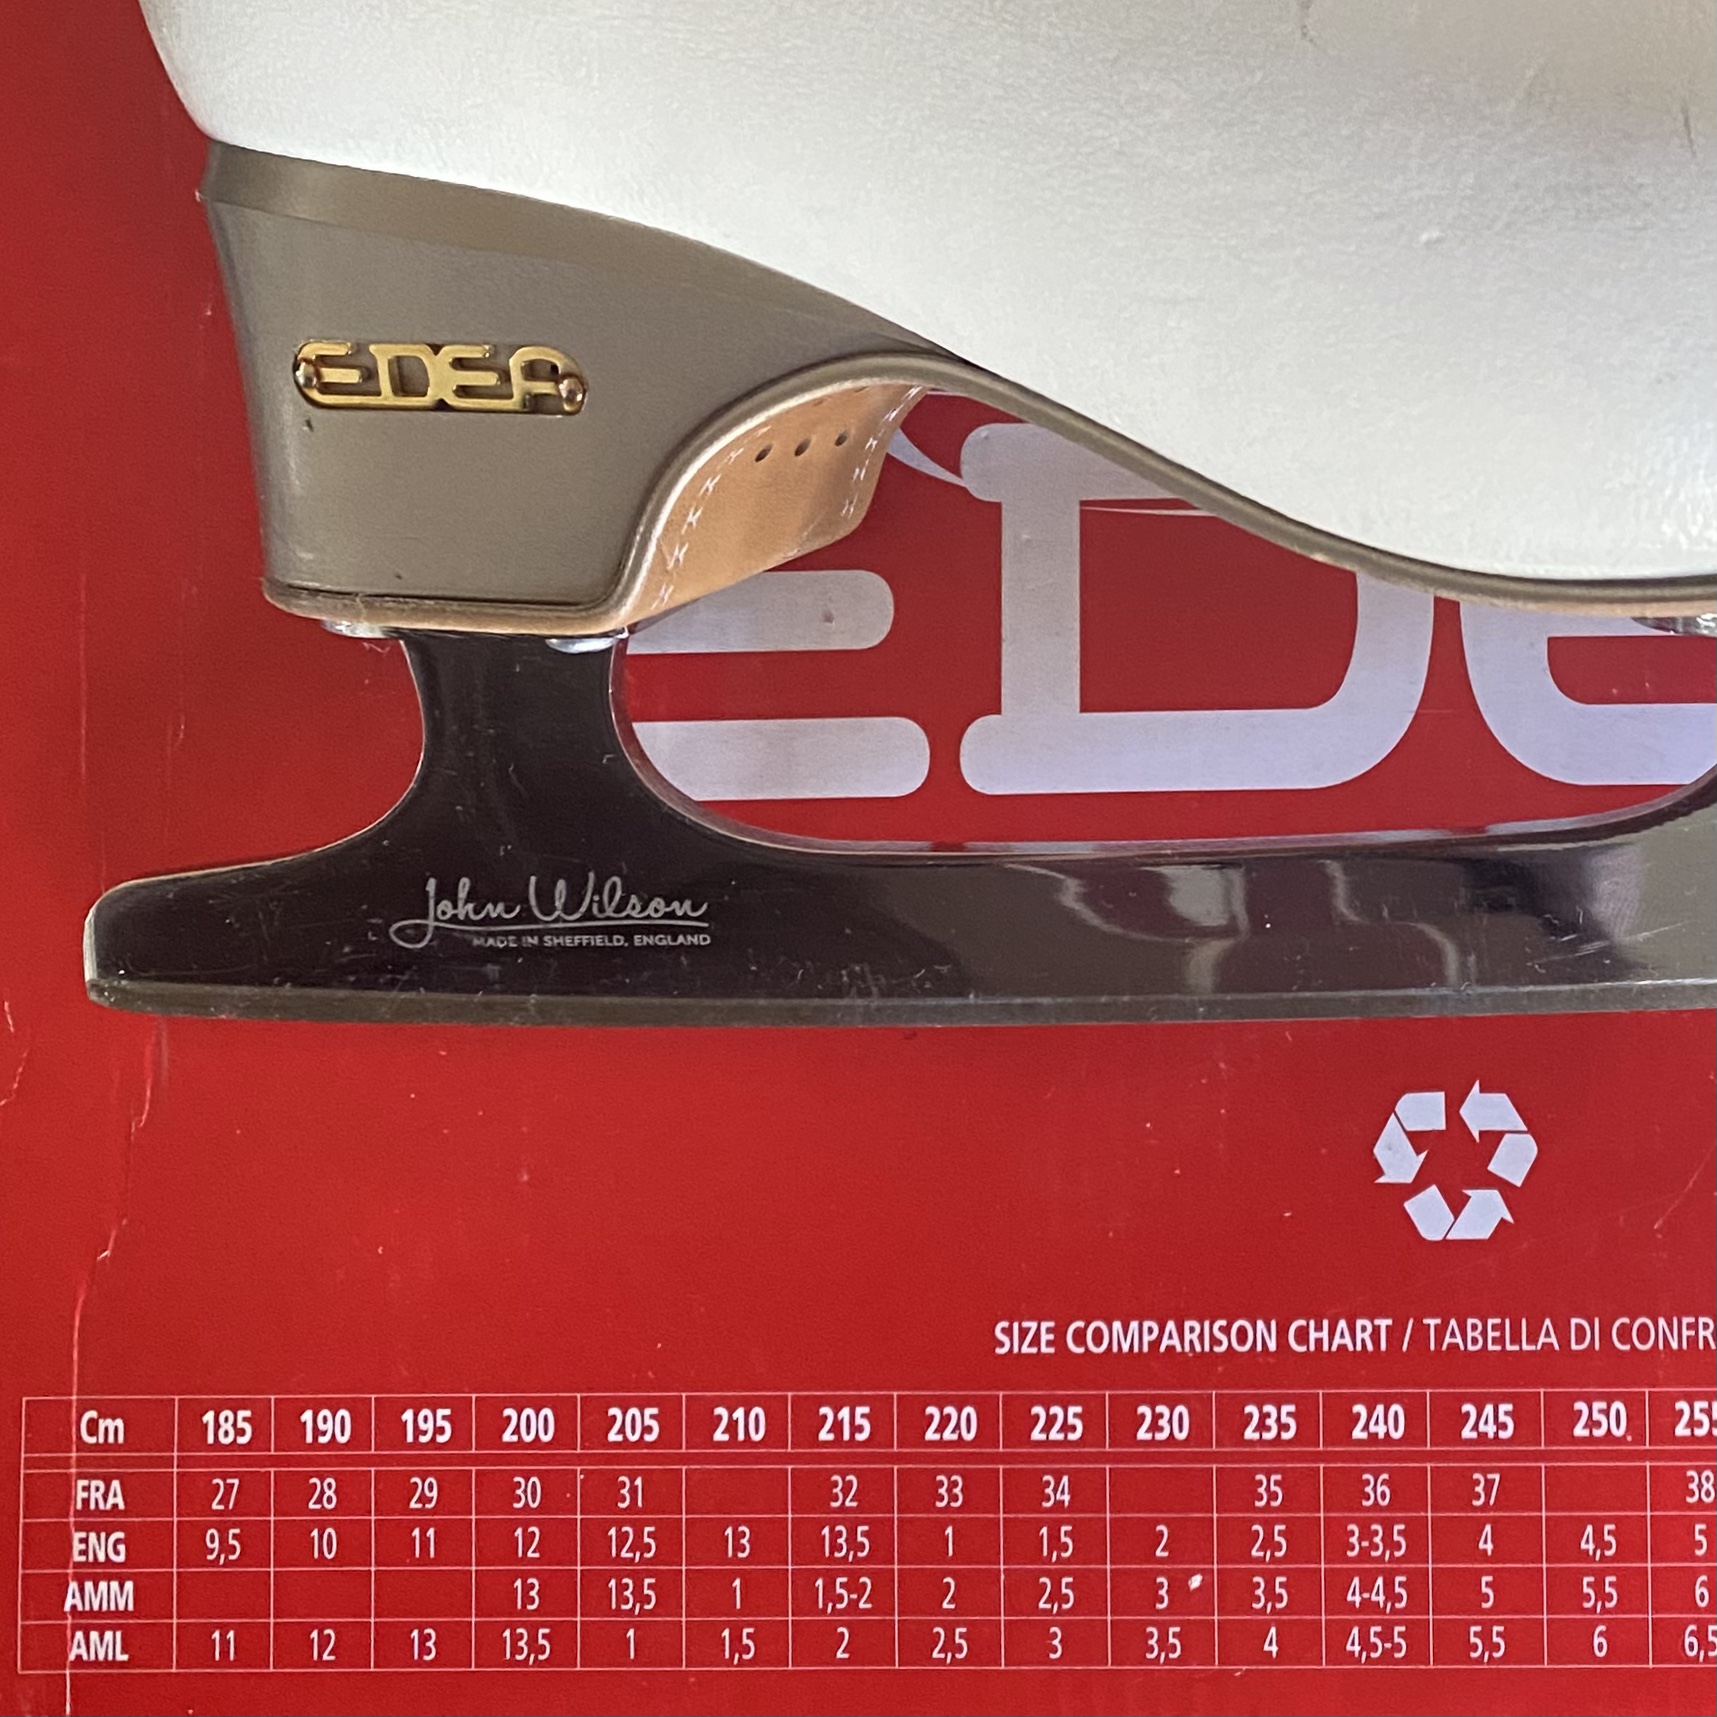 EDEA
EDE
John Wilson
MADE IN SHEFFIELD, ENGLAND
SIZE COMPARISON CHART / TABELLA DI CONFR
Cm 185 190 195 200 205 210 215 220 225 230 235 240 245 250 255
FRA 27 28 29 30 31 32 33 34 35 36 37 38
ENG 9,5 10 11 12 12,5 13 13,5 1 1,5 2 2,5 3-3,5 4 4,5 5
AMM 13 13,5 1 1,5-2 2 2,5 3 3,5 4-4,5 5 5,5 6
AML 11 12 13 13,5 1 1,5 2 2,5 3 3,5 4 4,5-5 5,5 6 6,5